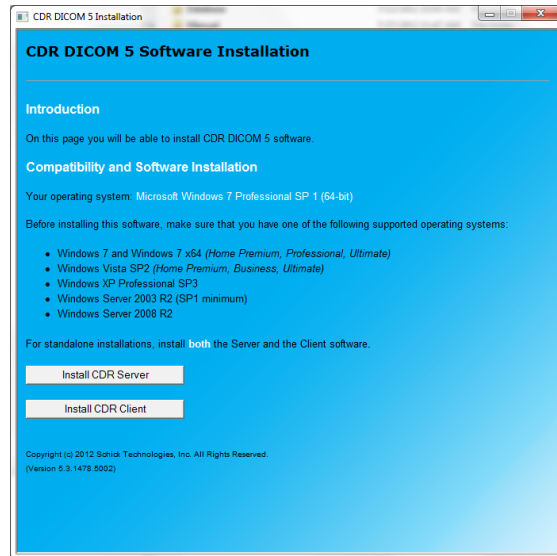 CDR DICOM 5 Installation
CDR DICOM 5 Software Installation
Introduction
On this page you will be able to install CDR DICOM 5 software.
Compatibility and Software Installation
Your operating system: Microsoft Windows 7 Professional SP 1 (64-bit)
Before installing this software, make sure that you have one of the following supported operating systems:
• Windows 7 and Windows 7 x64 (Home Premium, Professional, Ultimate)
• Windows Vista SP2 (Home Premium, Business, Ultimate)
• Windows XP Professional SP3
• Windows Server 2003 R2 (SP1 minimum)
• Windows Server 2008 R2
For standalone installations, install both the Server and the Client software.
Install CDR Server
Install CDR Client
Copyright (c) 2012 Schick Technologies, Inc. All Rights Reserved.
(Version 5.3.1478:5002)